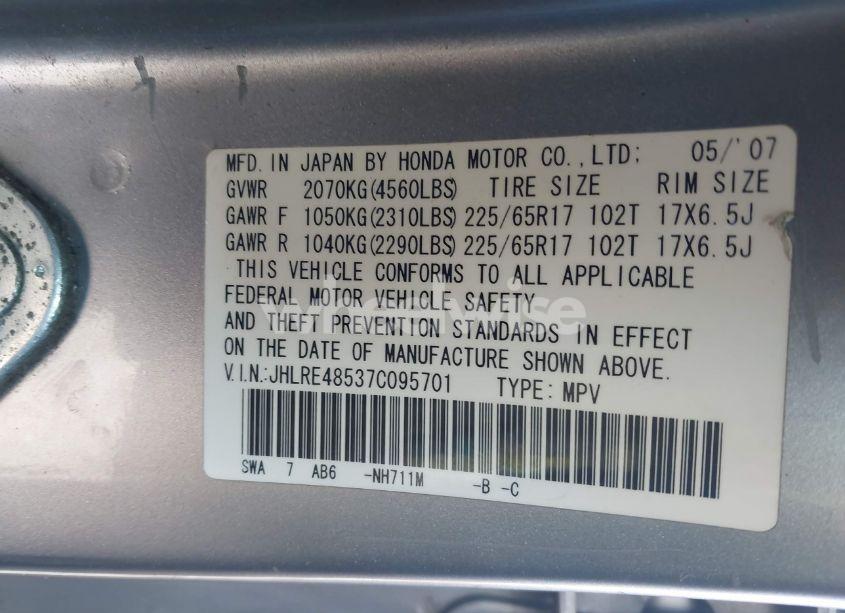 MFD. IN JAPAN BY HONDA MOTOR CO., LTD; 05/'07
GVWR 2070KG(4560LBS) TIRE SIZE RIM SIZE
GAWR F 1050KG(2310LBS) 225/65R17 102T 17X6.5J
GAWR R 1040KG(2290LBS) 225/65R17 102T 17X6.5J
THIS VEHICLE CONFORMS TO ALL APPLICABLE
FEDERAL MOTOR VEHICLE SAFETY
wheelwise
AND THEFT PREVENTION STANDARDS IN EFFECT
ON THE DATE OF MANUFACTURE SHOWN ABOVE.
V.I.N.:JHLRE48537C095701 TYPE: MPV
SWA 7 AB6 -NH711M -B -C